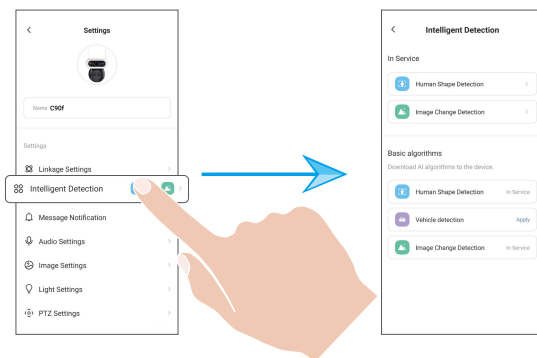 Settings
Name C90f
Settings
Linkage Settings
Intelligent Detection
Message Notification
Audio Settings
Image Settings
Light Settings
PTZ Settings
Intelligent Detection
In Service
Human Shape Detection
Image Change Detection
Basic algorithms
Download AI algorithms to the device.
Human Shape Detection In Service
Vehicle detection Apply
Image Change Detection In Service